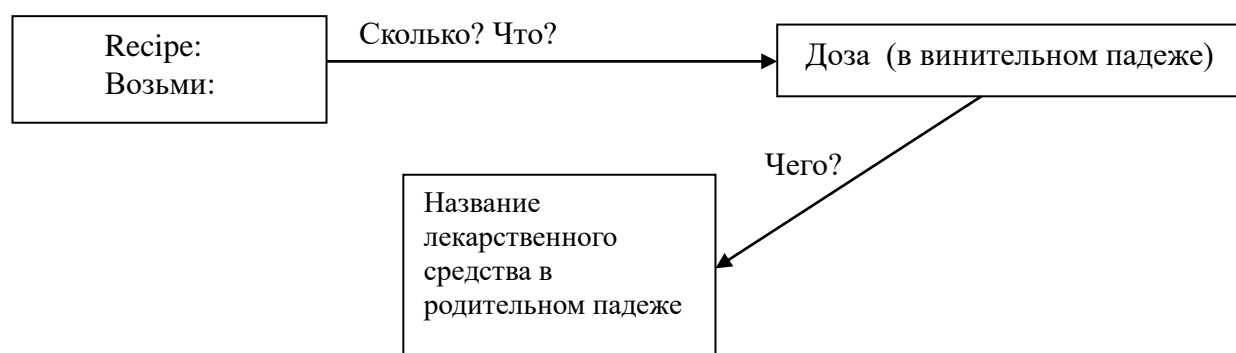 Recipe:
Возьми:
Сколько? Что?
Доза (в винительном падеже)
Чего?
Название
лекарственного
средства в
родительном падеже